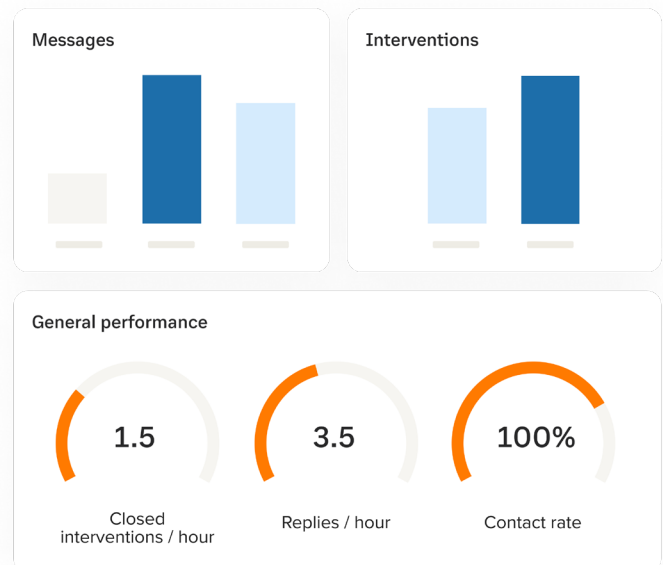 Messages
Interventions
General performance
1.5
3.5
100%
Closed
interventions / hour
Replies / hour
Contact rate